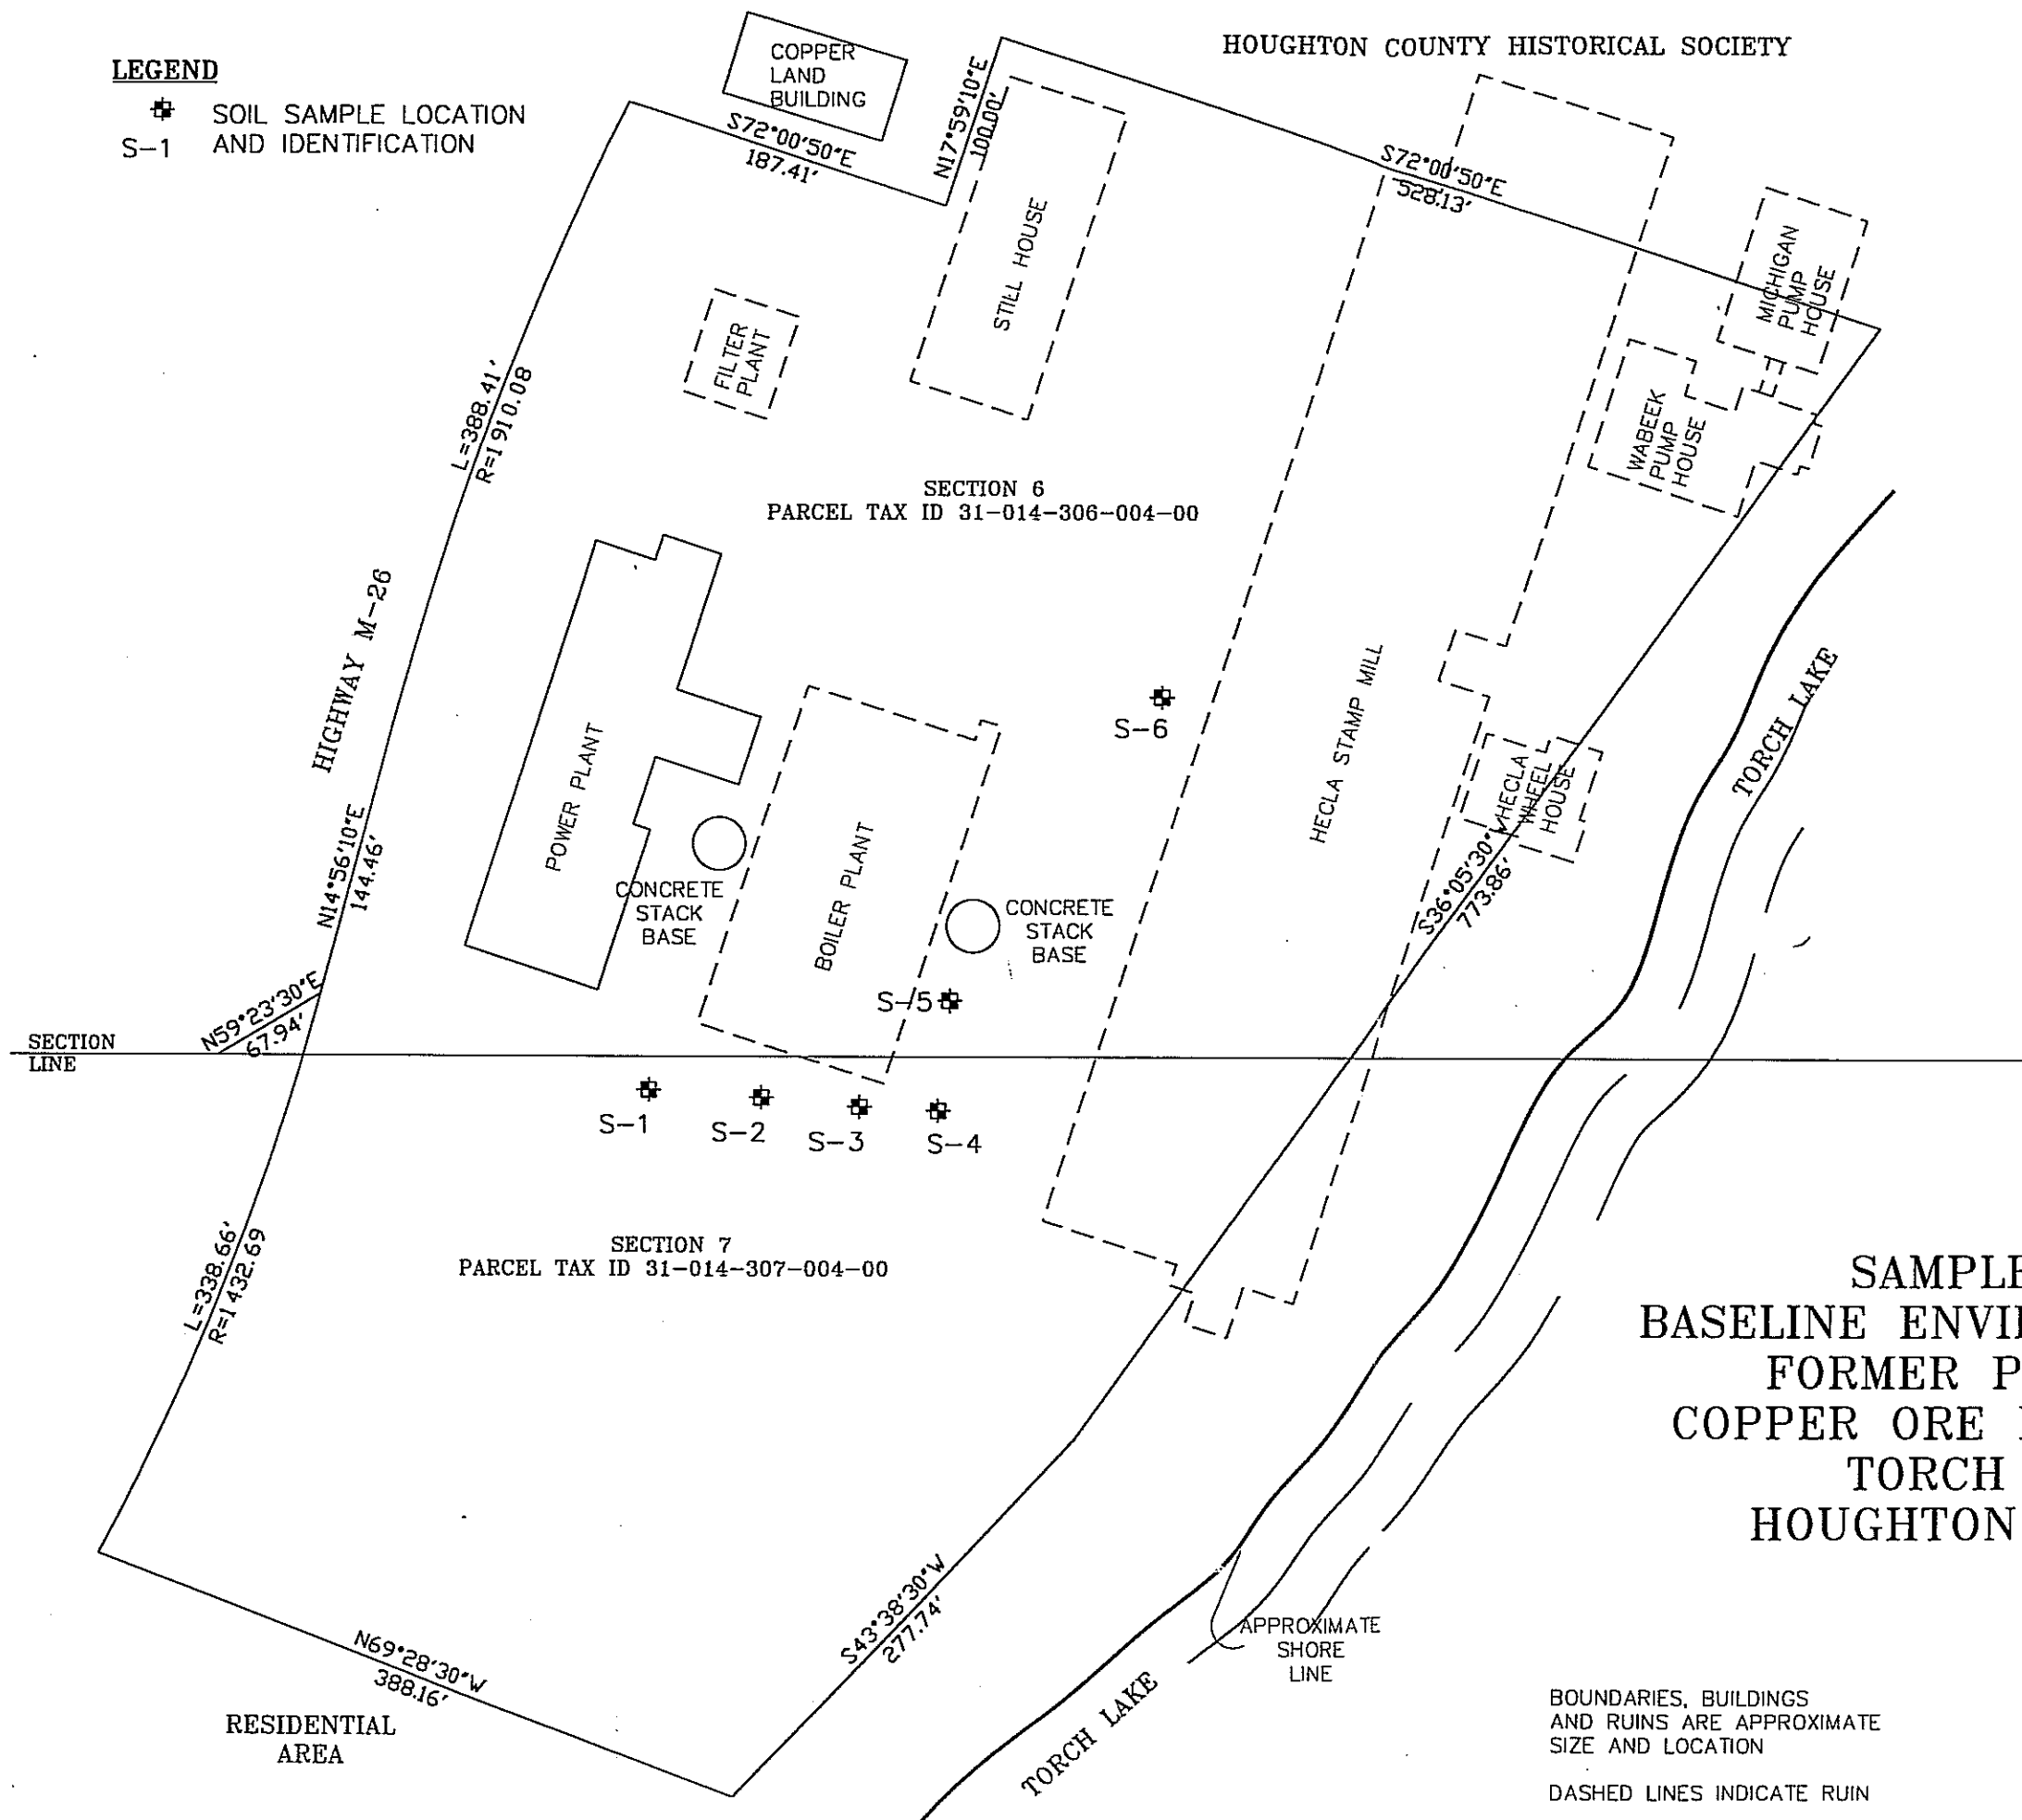 LEGEND
SOIL SAMPLE LOCATION
S-1 AND IDENTIFICATION
COPPER
LAND
BUILDING
HOUGHTON COUNTY HISTORICAL SOCIETY
S72°00'50"E
187.41'
N17°59'10"E
100.00'
S72°00'50"E
528.13'
STILL HOUSE
FILTER
PLANT
MICHIGAN
PUMP
HOUSE
WABEEK
PUMP
HOUSE
L=388.41'
R=1910.08
SECTION 6
PARCEL TAX ID 31-014-306-004-00
HIGHWAY M-26
S-6
HECLA STAMP MILL
TORCH LAKE
HECLA
WHEEL
HOUSE
POWER PLANT
BOILER PLANT
CONCRETE
STACK
BASE
CONCRETE
STACK
BASE
N14°56'10"E
144.46'
S36°05'30"
773.86'
S-5
N59°23'30"E
67.94'
SECTION
LINE
S-1
S-2
S-3
S-4
L=338.66'
R=1432.69
SECTION 7
PARCEL TAX ID 31-014-307-004-00
SAMPLE
BASELINE ENVI
FORMER P
COPPER ORE
TORCH
HOUGHTON
S43°38'30"W
277.74'
N69°28'30"W
388.16'
RESIDENTIAL
AREA
APPROXIMATE
SHORE
LINE
TORCH LAKE
BOUNDARIES, BUILDINGS
AND RUINS ARE APPROXIMATE
SIZE AND LOCATION
DASHED LINES INDICATE RUIN